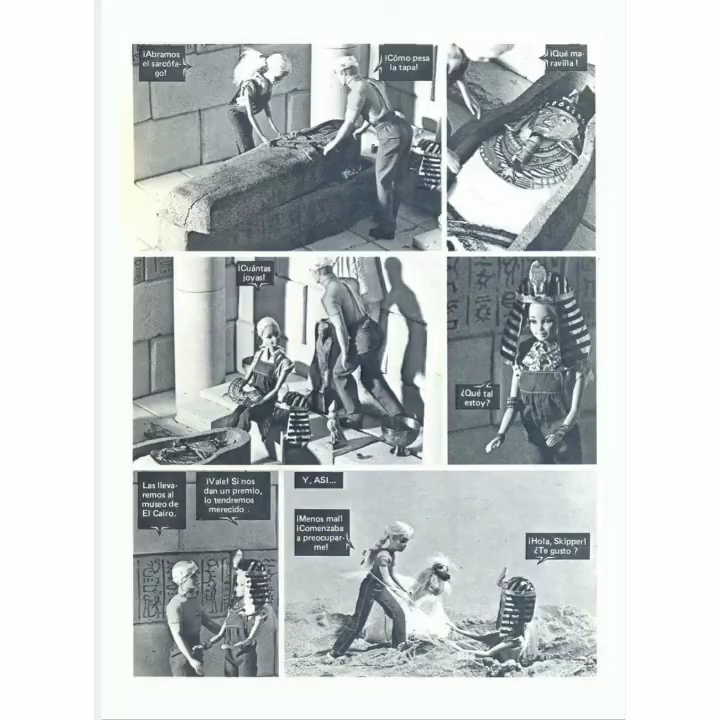 ¡Abramos
el sarcófa-
go!
¡Cómo pesa
la tapa!
¡Qué ma-
ravilla!
¡Cuántas
joyas!
¿Qué tal
estoy?
Las lleva-
remos al
museo de
El Cairo.
¡Vale! Si nos
dan un premio,
lo tendremos
merecido.
Y, ASI...
¡Menos mal!
¡Comenzaba
a preocupar-
me!
¡Hola, Skipper!
¿Te gusto?